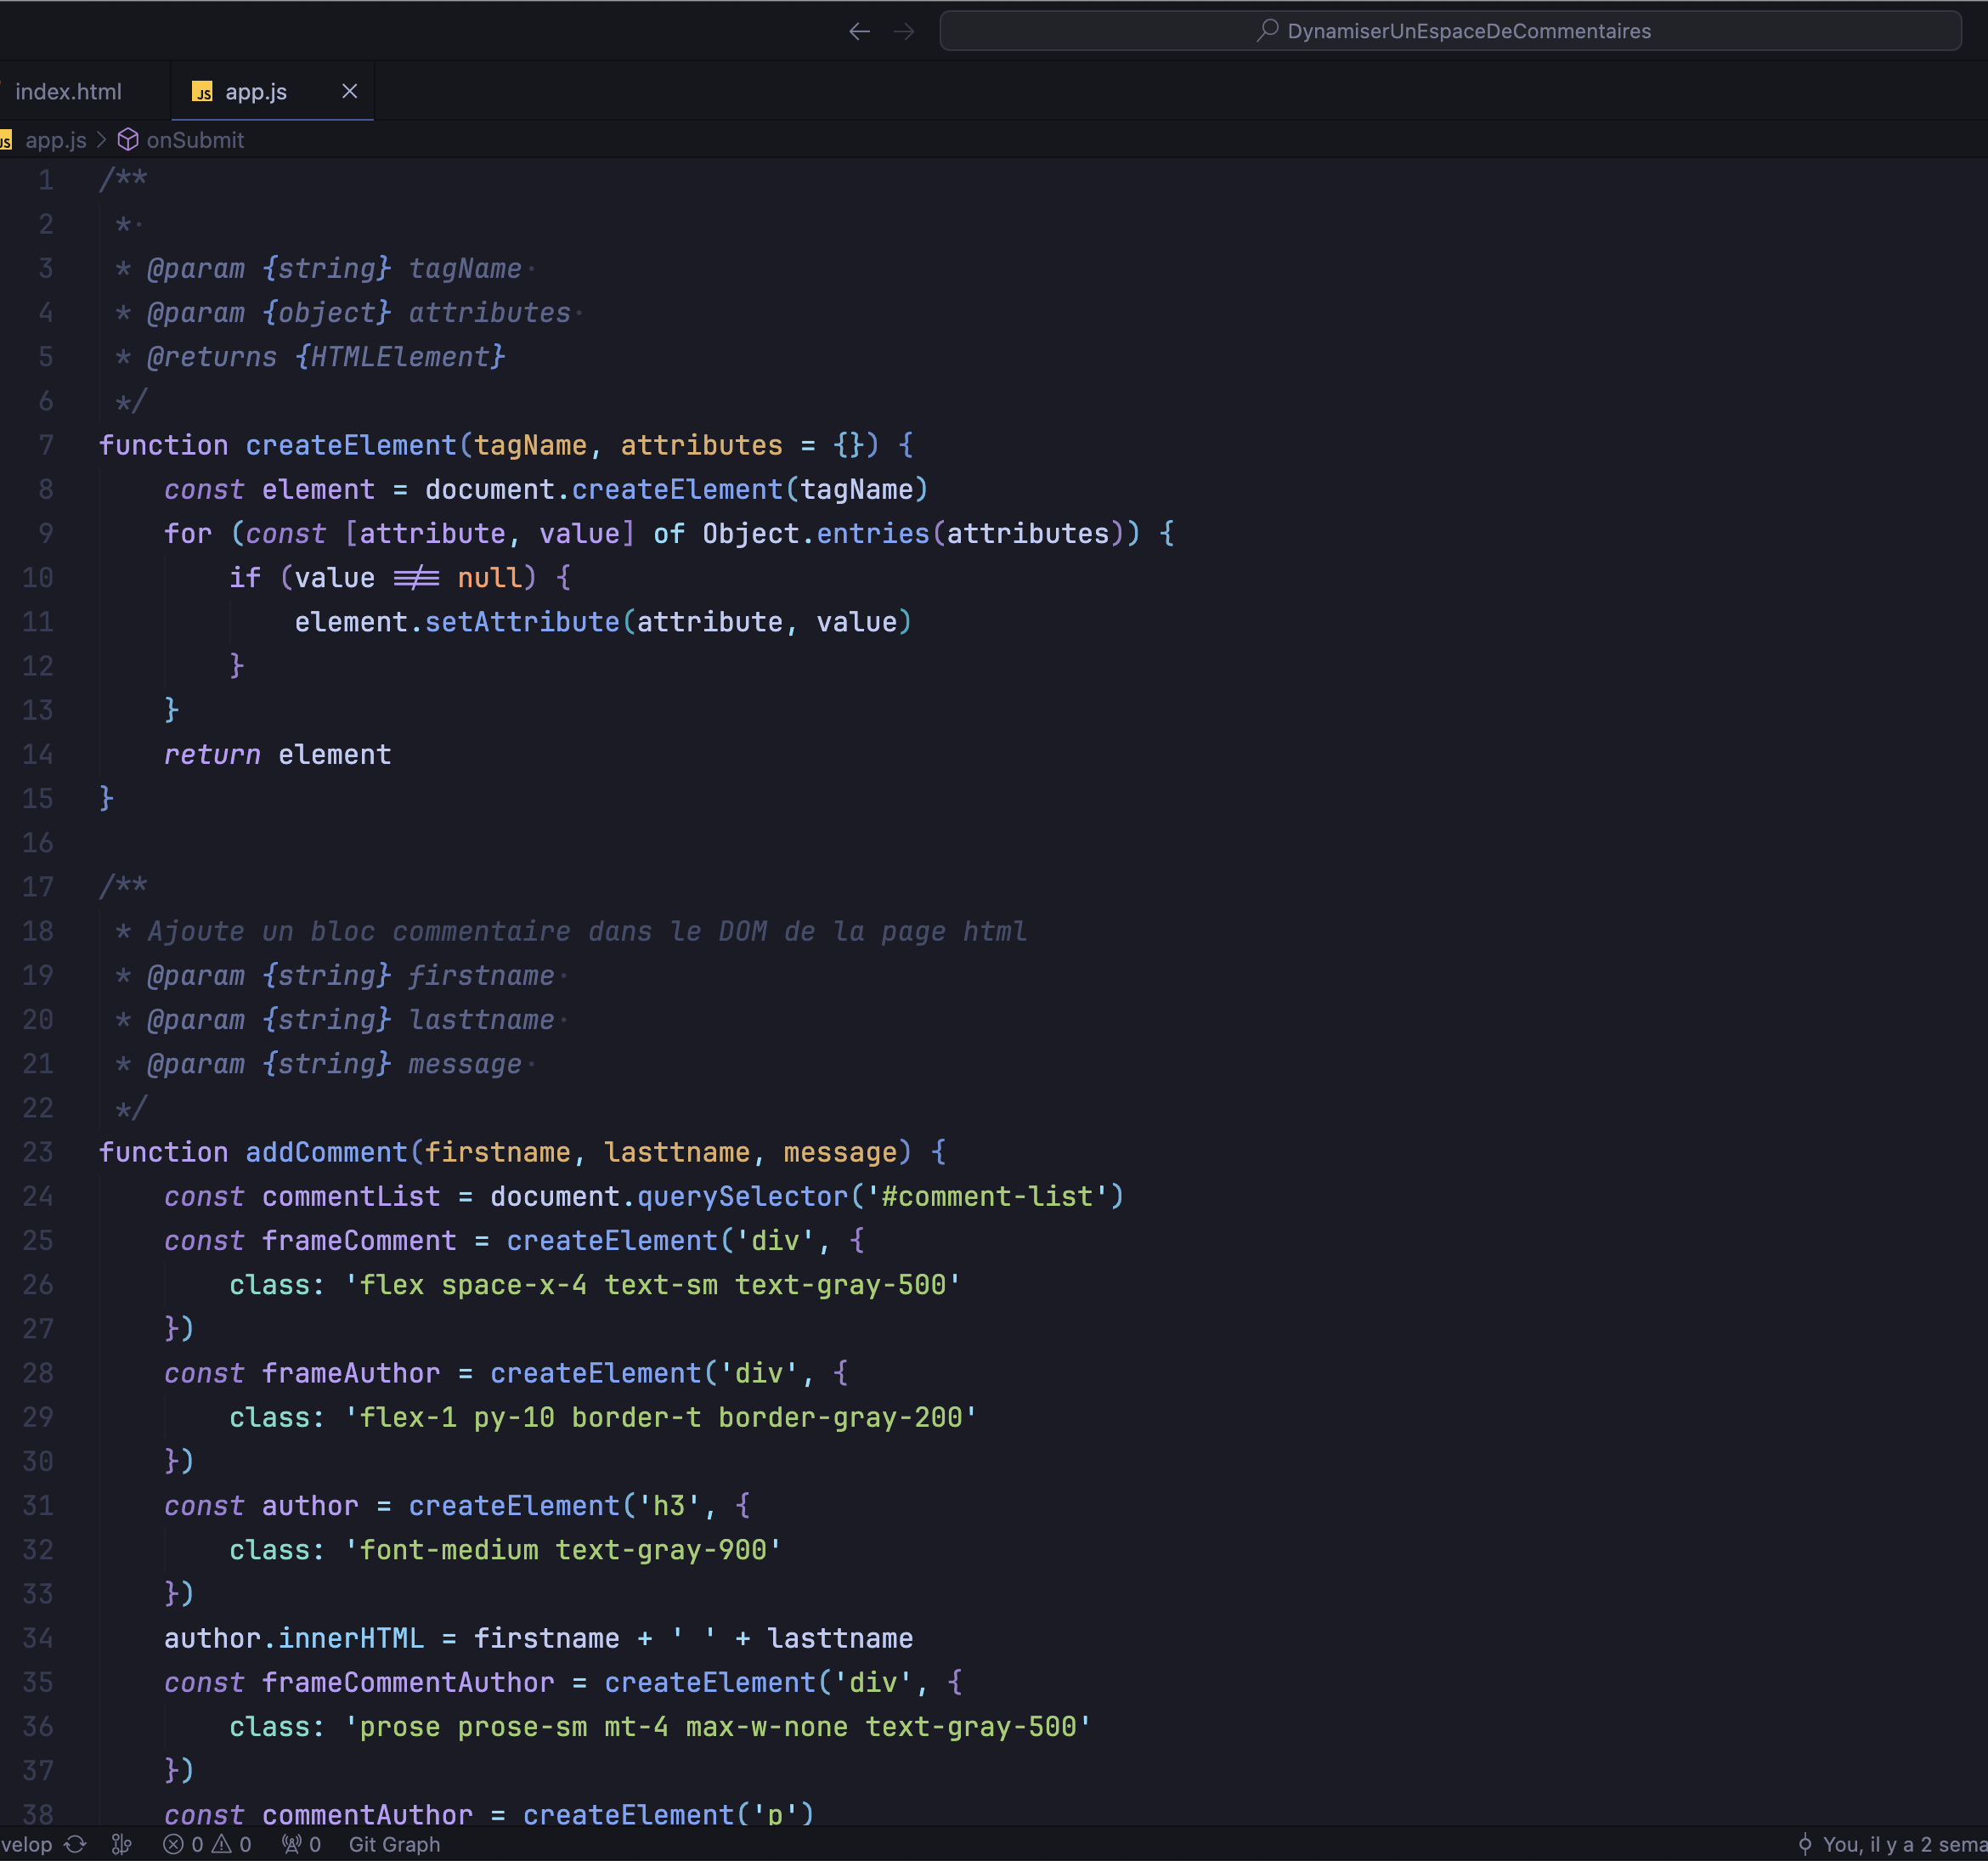 DynamiserUnEspaceDeCommentaires
index.html
JS app.js
JS app.js > onSubmit
1 /**
2  *
3  * @param {string} tagName
4  * @param {object} attributes
5  * @returns {HTMLElement}
6  */
7 function createElement(tagName, attributes = {}) {
8     const element = document.createElement(tagName)
9     for (const [attribute, value] of Object.entries(attributes)) {
10         if (value !== null) {
11             element.setAttribute(attribute, value)
12         }
13     }
14     return element
15 }
16
17 /**
18  * Ajoute un bloc commentaire dans le DOM de la page html
19  * @param {string} firstname
20  * @param {string} lasttname
21  * @param {string} message
22  */
23 function addComment(firstname, lasttname, message) {
24     const commentList = document.querySelector('#comment-list')
25     const frameComment = createElement('div', {
26         class: 'flex space-x-4 text-sm text-gray-500'
27     })
28     const frameAuthor = createElement('div', {
29         class: 'flex-1 py-10 border-t border-gray-200'
30     })
31     const author = createElement('h3', {
32         class: 'font-medium text-gray-900'
33     })
34     author.innerHTML = firstname + ' ' + lasttname
35     const frameCommentAuthor = createElement('div', {
36         class: 'prose prose-sm mt-4 max-w-none text-gray-500'
37     })
38     const commentAuthor = createElement('p')
velop 0 0 0 Git Graph You, il y a 2 sema